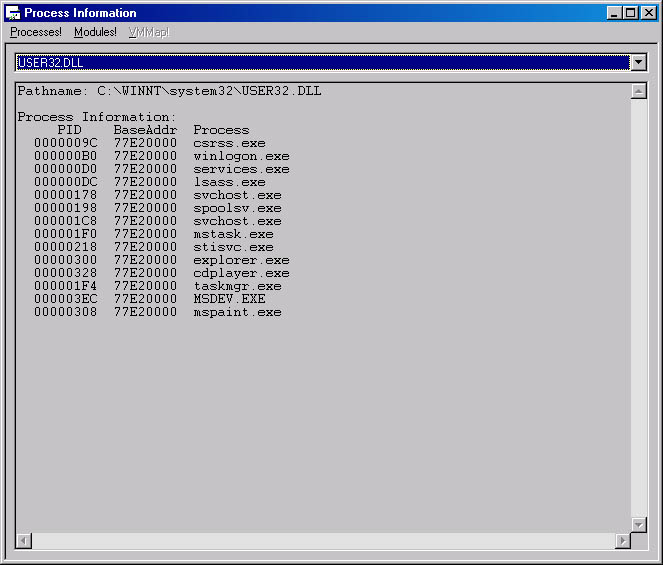 Process Information
Processes! Modules! VMMap!
USER32.DLL
Pathname: C:\WINNT\system32\USER32.DLL
Process Information:
PID BaseAddr Process
0000009C 77E20000 csrss.exe
000000B0 77E20000 winlogon.exe
000000D0 77E20000 services.exe
000000DC 77E20000 lsass.exe
00000178 77E20000 svchost.exe
00000198 77E20000 spoolsv.exe
000001C8 77E20000 svchost.exe
000001F0 77E20000 mstask.exe
00000218 77E20000 stisvc.exe
00000300 77E20000 explorer.exe
00000328 77E20000 cdplayer.exe
000001F4 77E20000 taskmgr.exe
000003EC 77E20000 MSDEV.EXE
00000308 77E20000 mspaint.exe